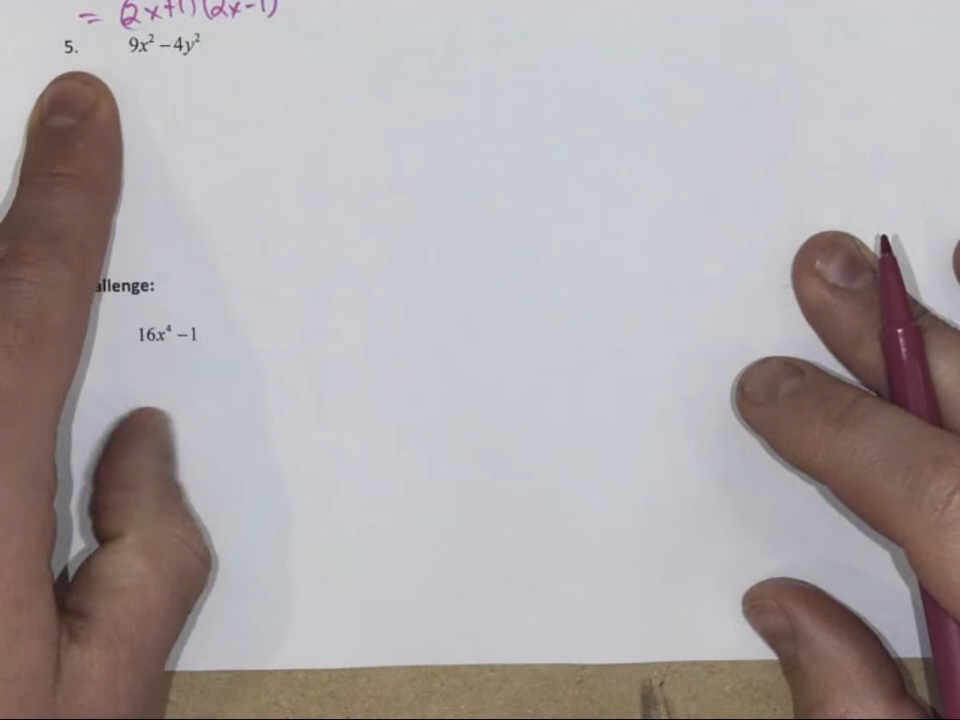 = (2x+1)(2x-1)
5. 9x² – 4y²
allenge:
16x⁴ – 1